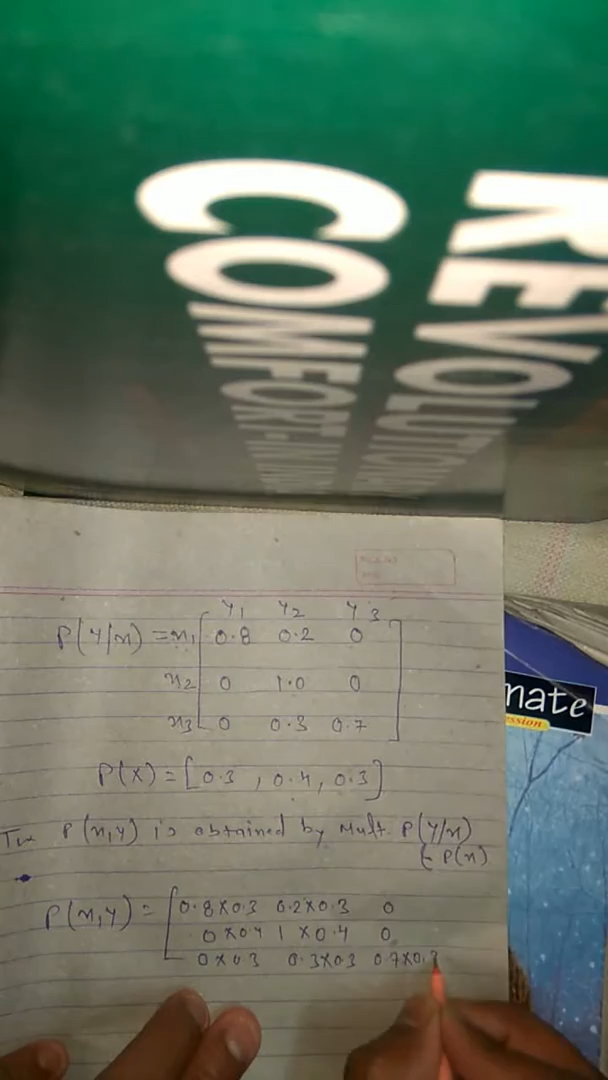 REVOLUTION
COMFORT
Y1 Y2 Y3
P(Y/x) = x1 0.8 0.2 0
x2 0 1.0 0
x3 0 0.3 0.7
P(X) = [0.3, 0.4, 0.3]
The P(x,y) is obtained by Mult. P(Y/x)
& P(x)
P(x,y) = 0.8×0.3 0.2×0.3 0
0×0.4 1×0.4 0
0×0.3 0.3×0.3 0.7×0.3
mate
ssion